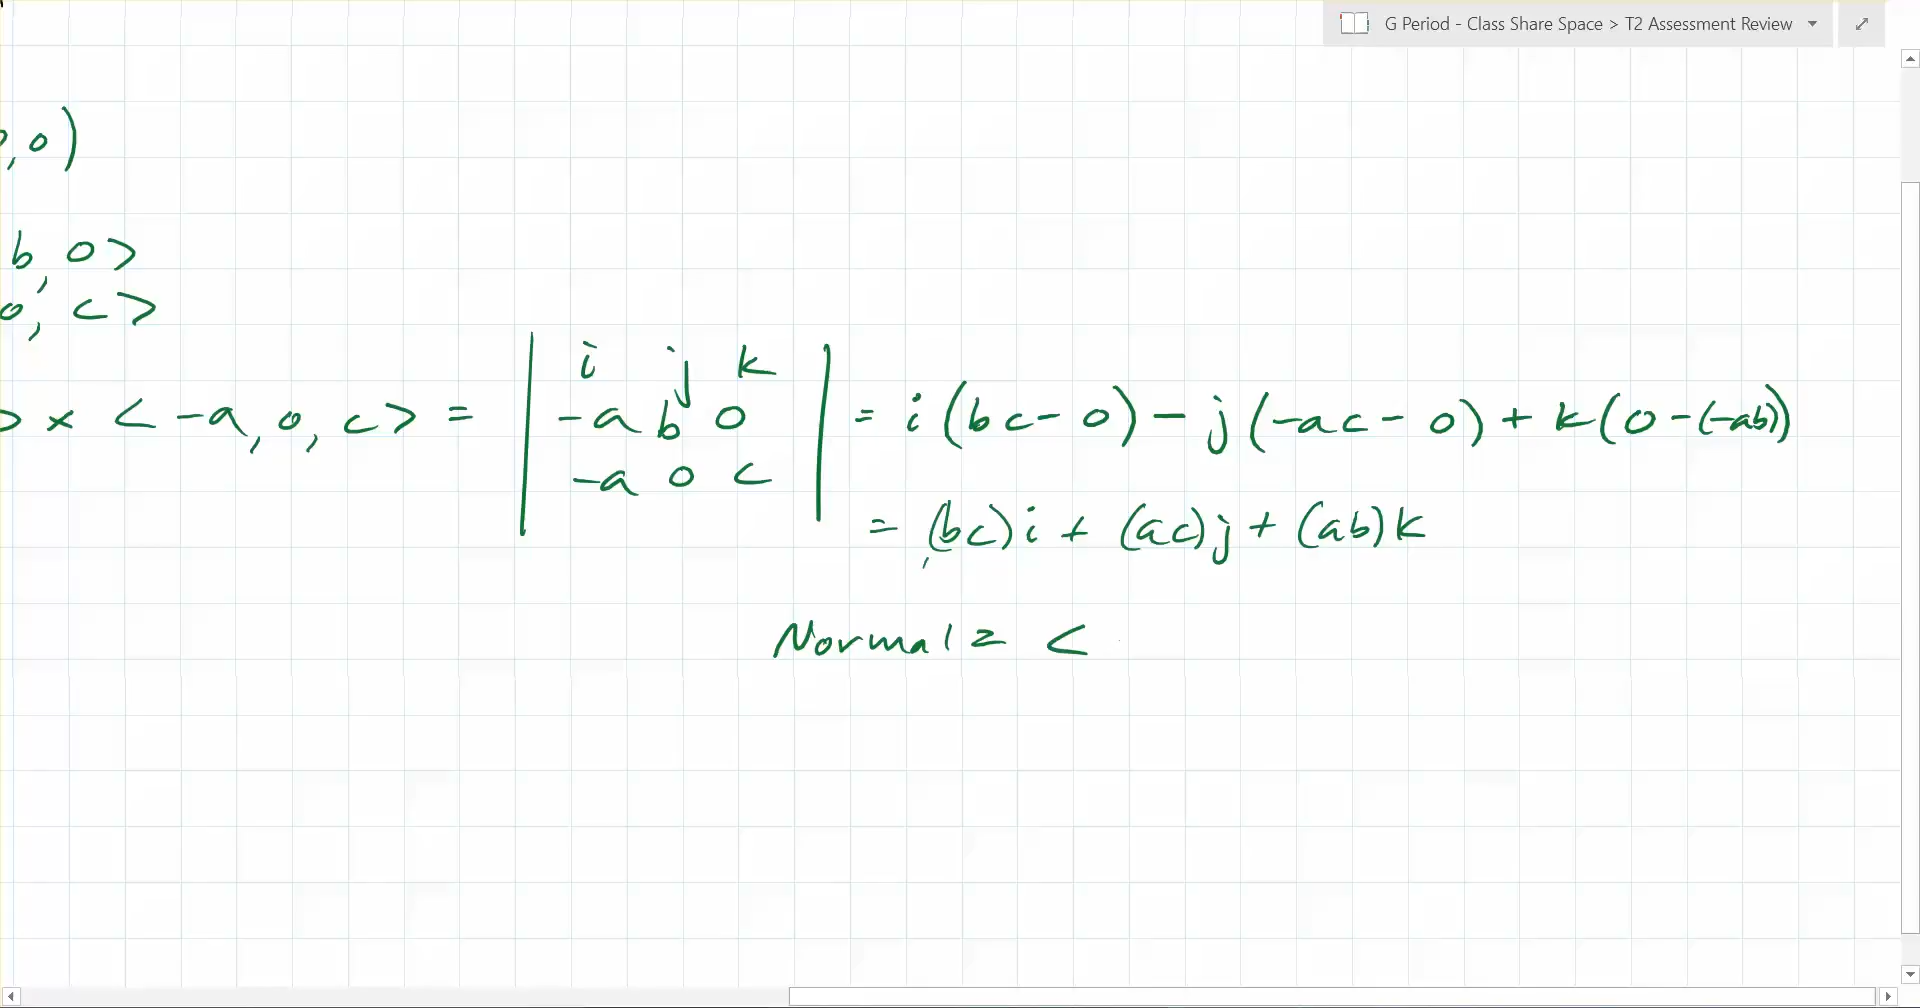 G Period - Class Share Space > T2 Assessment Review
, 0)
b, 0>
0, c>
> × < -a, 0, c> = | i j k |
| -a b 0 | = i(bc - 0) - j(-ac - 0) + k(0 - (-ab))
| -a 0 c |
= (bc)i + (ac)j + (ab)k
Normal = <